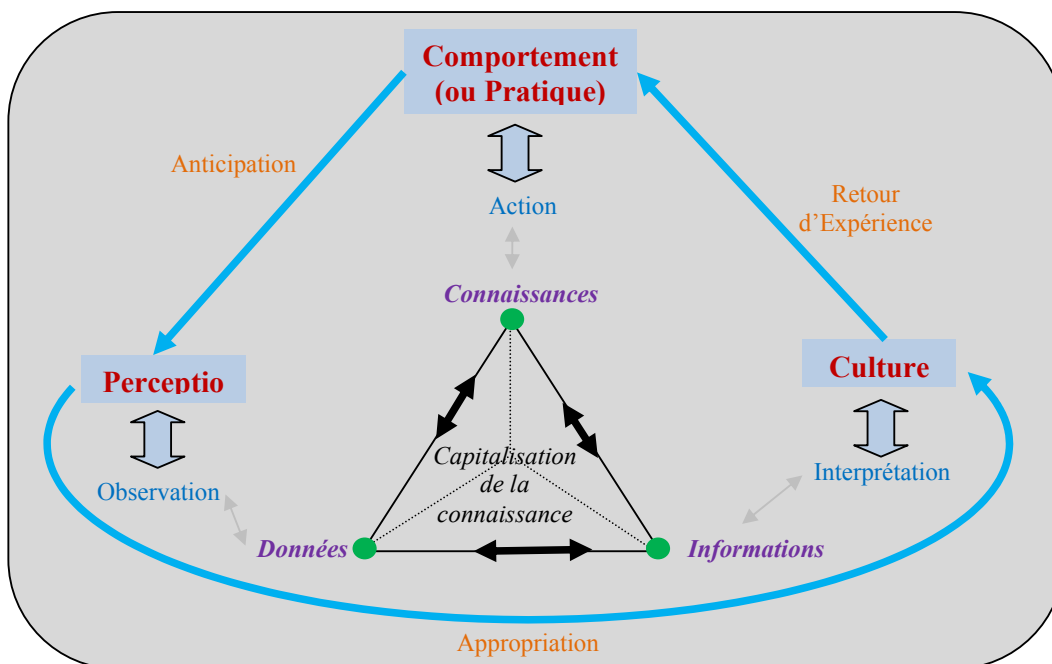 Comportement
(ou Pratique)
Anticipation
Action
Retour
d’Expérience
Connaissances
Perceptio
Culture
Capitalisation
de la
connaissance
Observation
Interprétation
Données
Informations
Appropriation